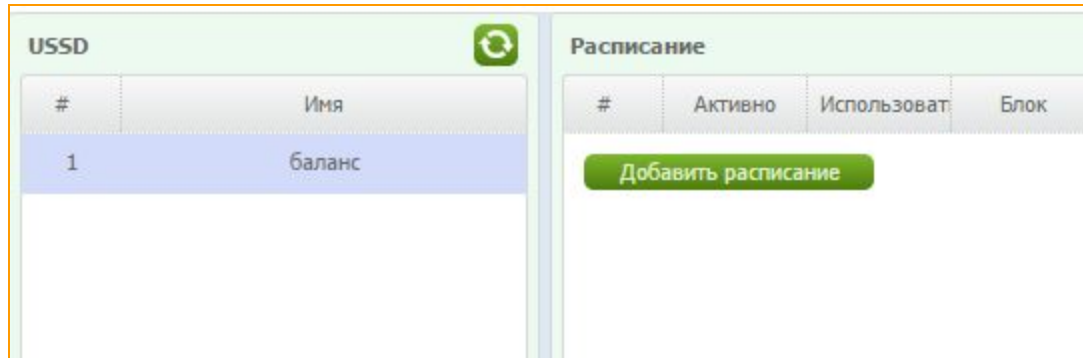 USSD
# Имя
1 баланс
Расписание
# Активно Использоват Блок
Добавить расписание